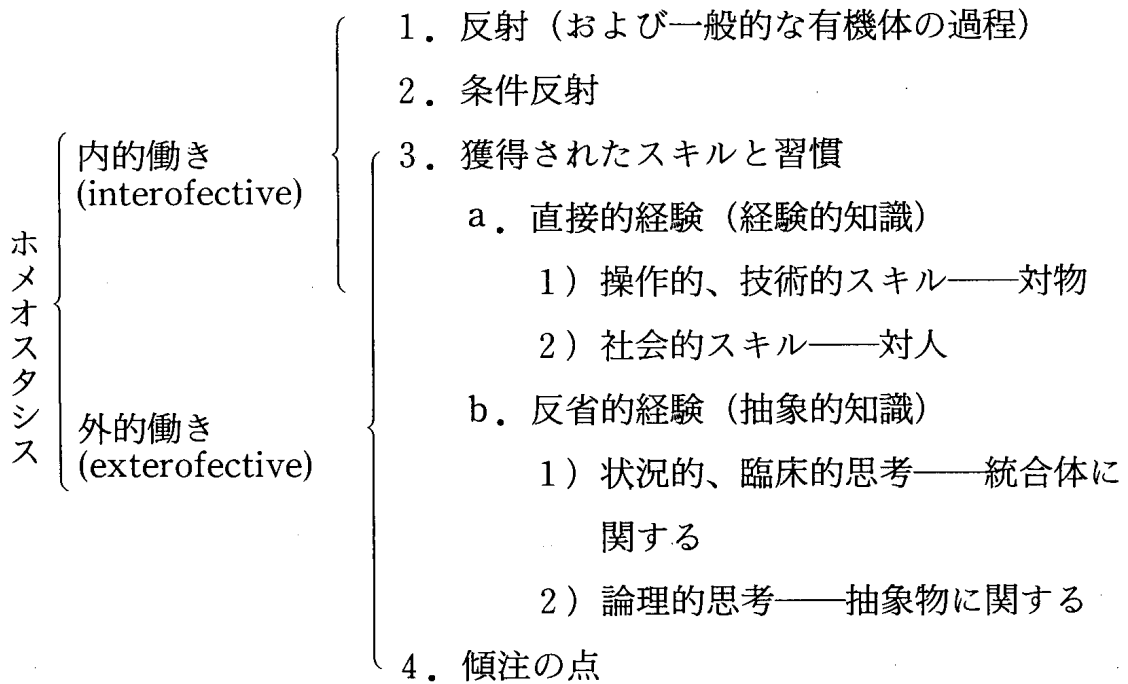 ホメオスタシス
内的働き
(interofective)
外的働き
(exterofective)
1．反射（および一般的な有機体の過程）
2．条件反射
3．獲得されたスキルと習慣
a．直接的経験（経験的知識）
1）操作的、技術的スキル──対物
2）社会的スキル──対人
b．反省的経験（抽象的知識）
1）状況的、臨床的思考──統合体に
関する
2）論理的思考──抽象物に関する
4．傾注の点